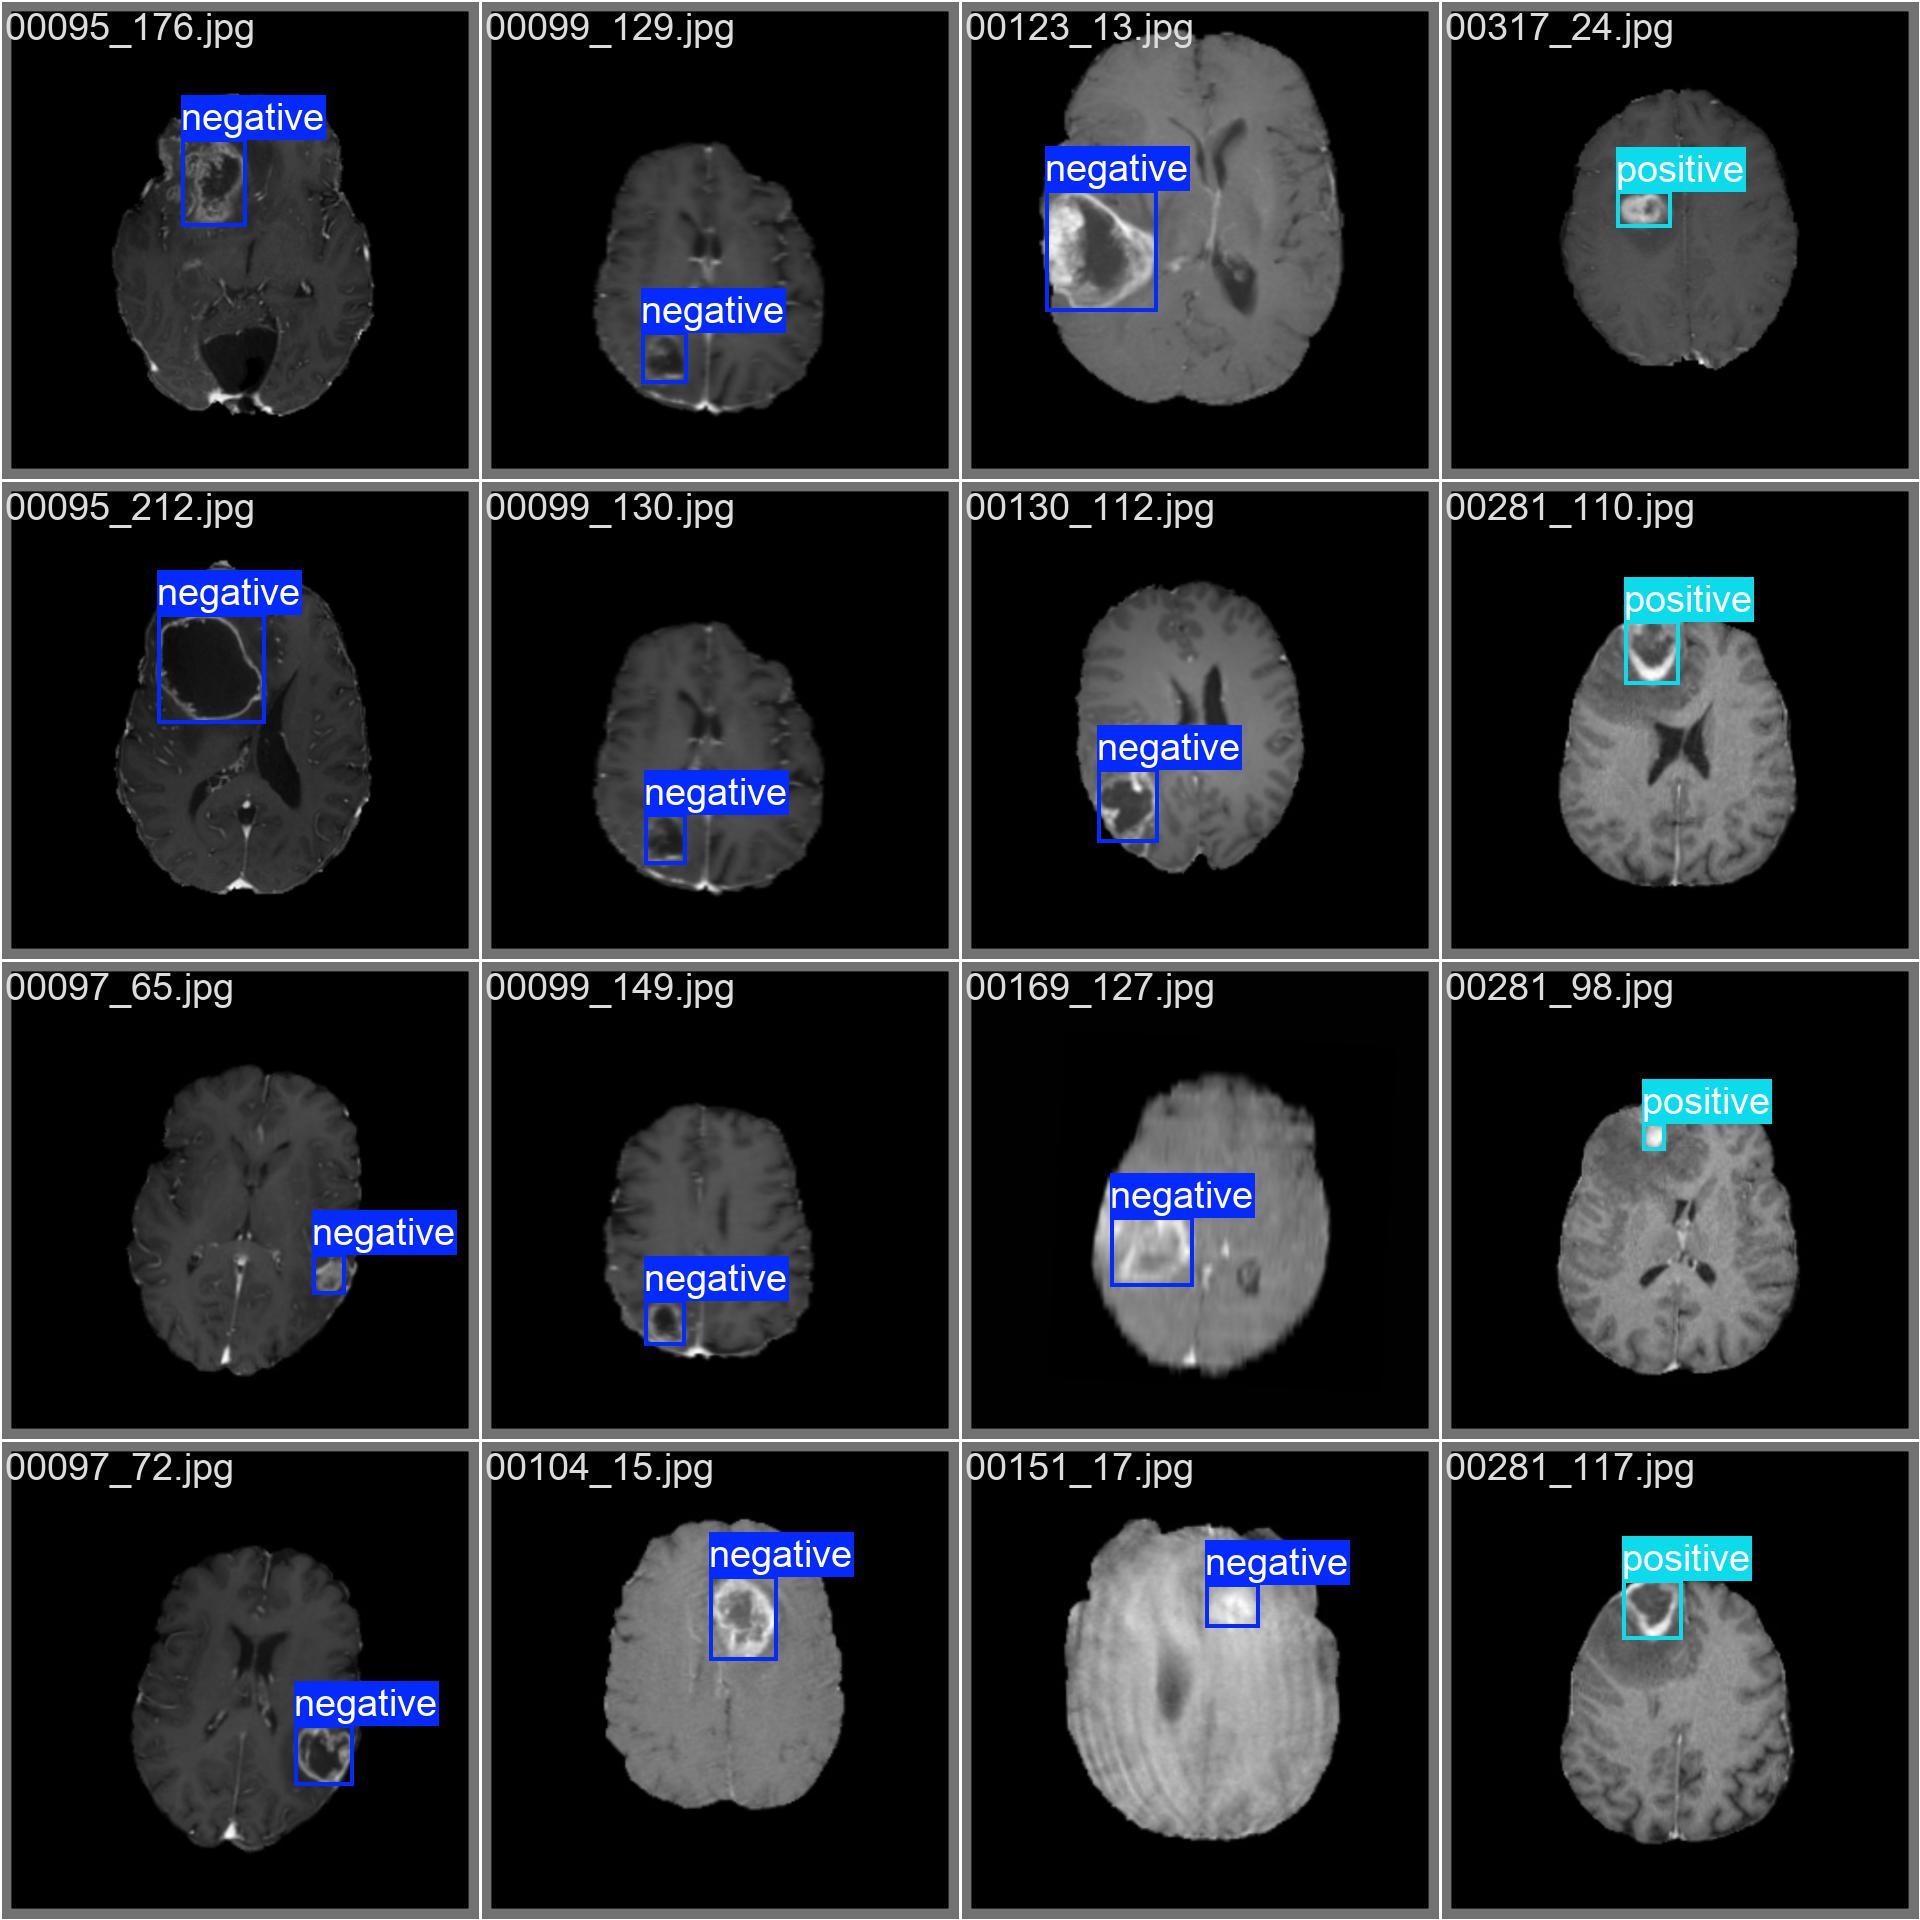 00095_176.jpg
negative
00099_129.jpg
negative
00123_13.jpg
negative
00317_24.jpg
positive
00095_212.jpg
negative
00099_130.jpg
negative
00130_112.jpg
negative
00281_110.jpg
positive
00097_65.jpg
negative
00099_149.jpg
negative
00169_127.jpg
negative
00281_98.jpg
positive
00097_72.jpg
negative
00104_15.jpg
negative
00151_17.jpg
negative
00281_117.jpg
positive